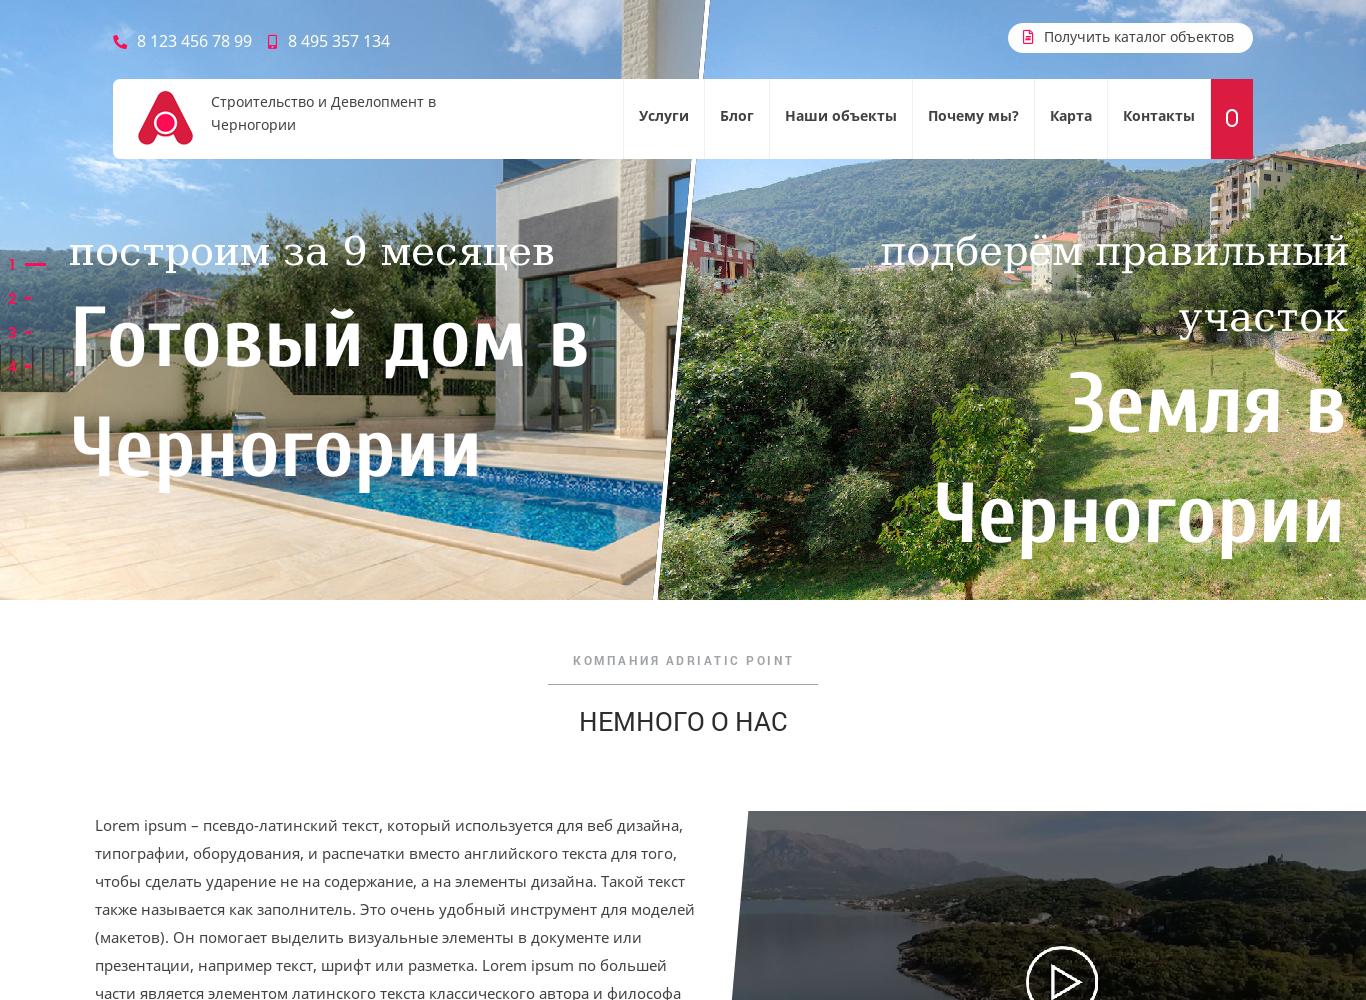 8 123 456 78 99 8 495 357 134
Получить каталог объектов
Строительство и Девелопмент в
Черногории
Услуги Блог Наши объекты Почему мы? Карта Контакты
построим за 9 месяцев
Готовый дом в
Черногории
1
2
3
4
подберём правильный
участок
Земля в
Черногории
КОМПАНИЯ ADRIATIC POINT
НЕМНОГО О НАС
Lorem ipsum – псевдо-латинский текст, который используется для веб дизайна,
типографии, оборудования, и распечатки вместо английского текста для того,
чтобы сделать ударение не на содержание, а на элементы дизайна. Такой текст
также называется как заполнитель. Это очень удобный инструмент для моделей
(макетов). Он помогает выделить визуальные элементы в документе или
презентации, например текст, шрифт или разметка. Lorem ipsum по большей
части является элементом латинского текста классического автора и философа